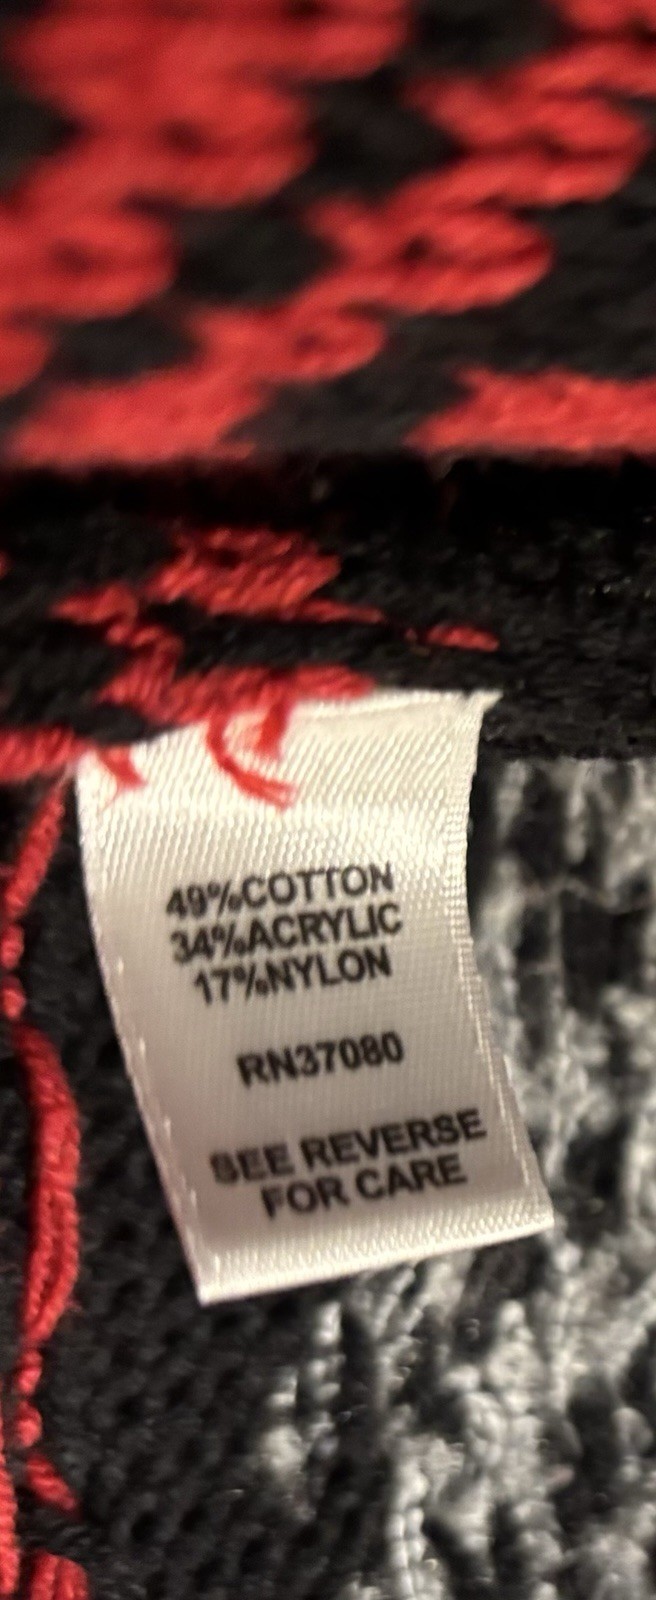 49%COTTON
34%ACRYLIC
17%NYLON
RN37080
SEE REVERSE
FOR CARE